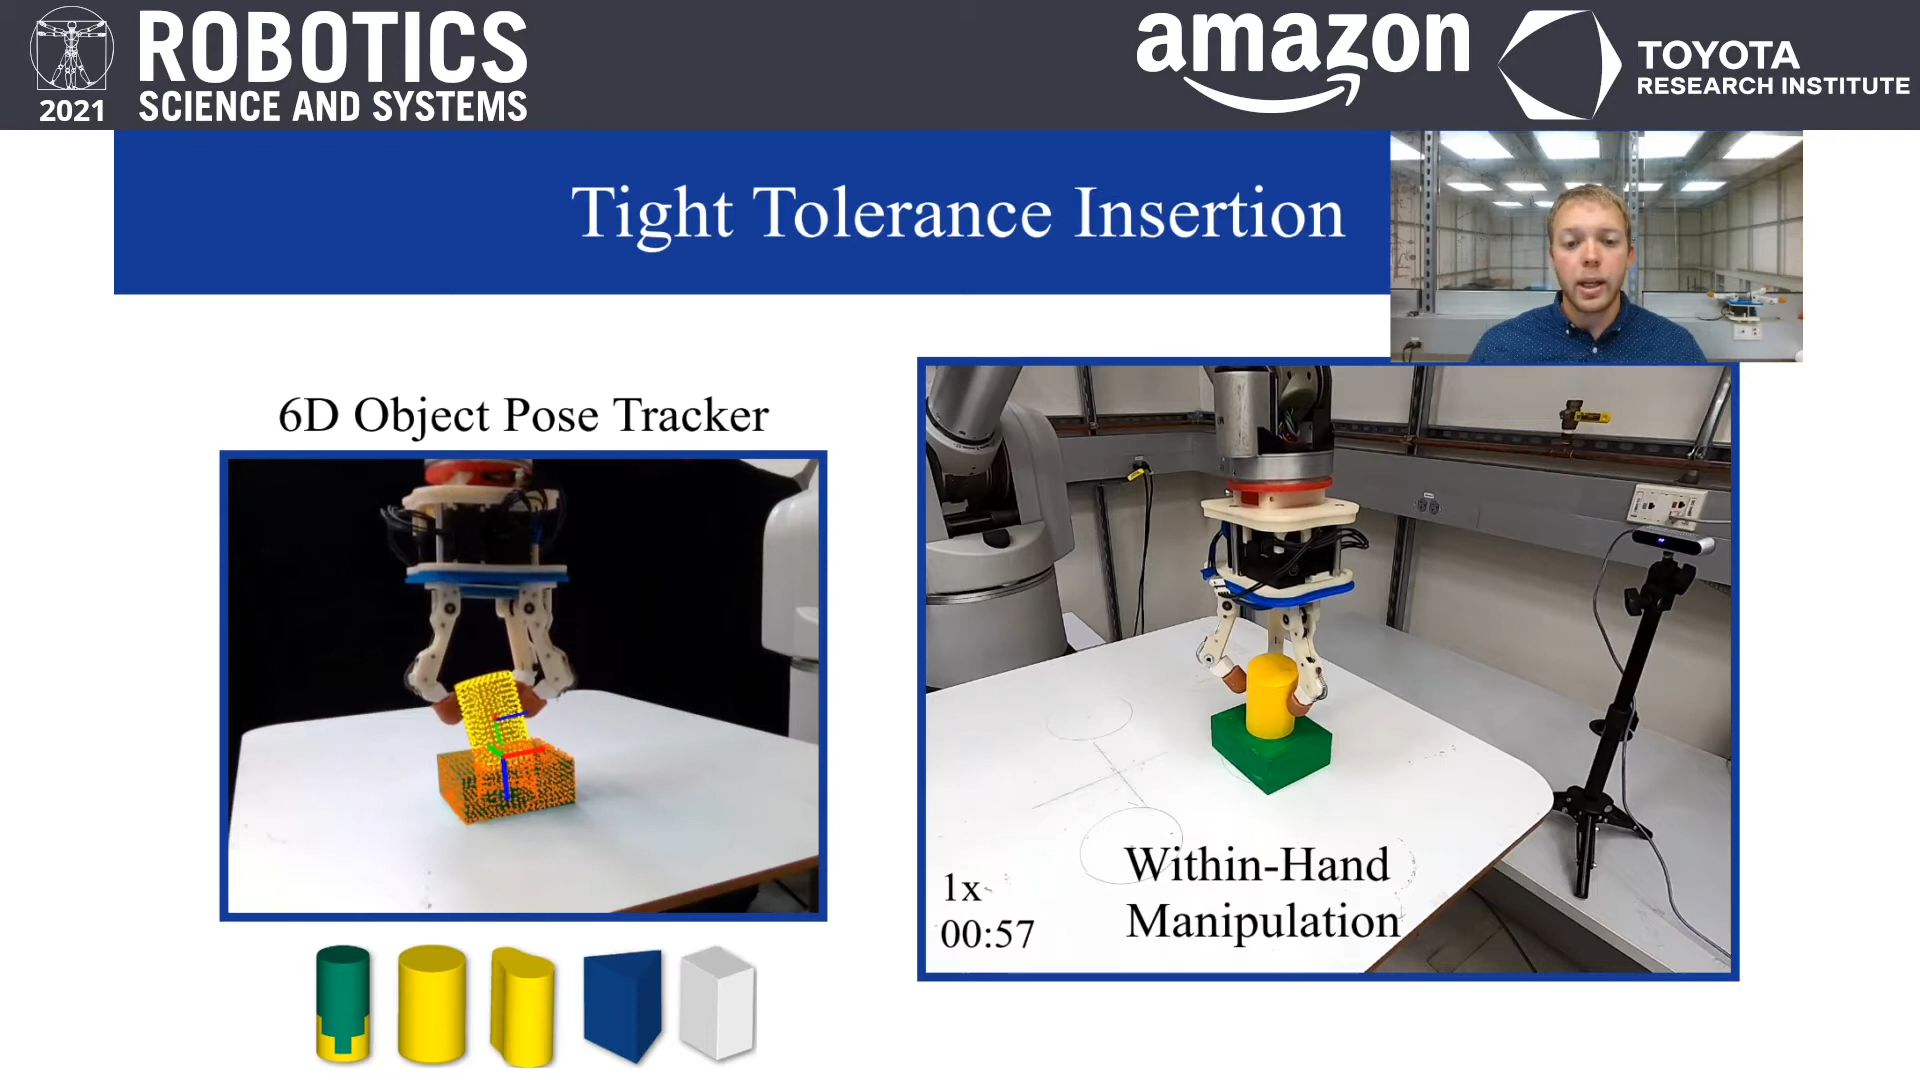 ROBOTICS
2021 SCIENCE AND SYSTEMS
amazon
TOYOTA
RESEARCH INSTITUTE
Tight Tolerance Insertion
6D Object Pose Tracker
Within-Hand
Manipulation
1x
00:57